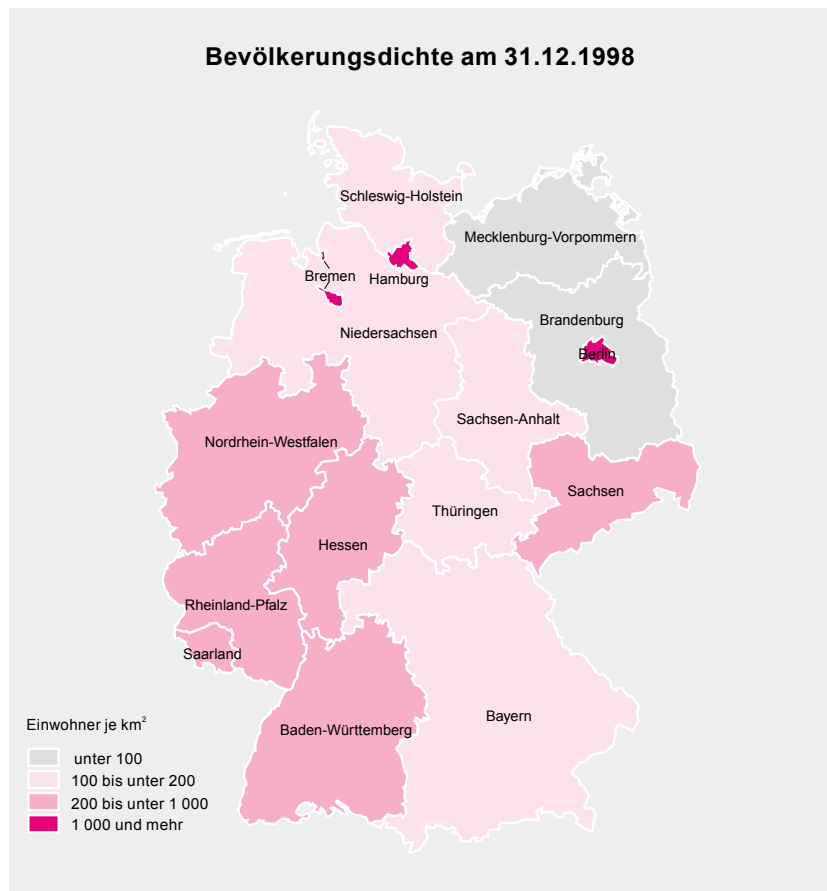 Bevölkerungsdichte am 31.12.1998
Schleswig-Holstein
Mecklenburg-Vorpommern
Bremen
Hamburg
Brandenburg
Niedersachsen
Berlin
Sachsen-Anhalt
Nordrhein-Westfalen
Sachsen
Thüringen
Hessen
Rheinland-Pfalz
Saarland
Bayern
Baden-Württemberg
Einwohner je km²
unter 100
100 bis unter 200
200 bis unter 1 000
1 000 und mehr